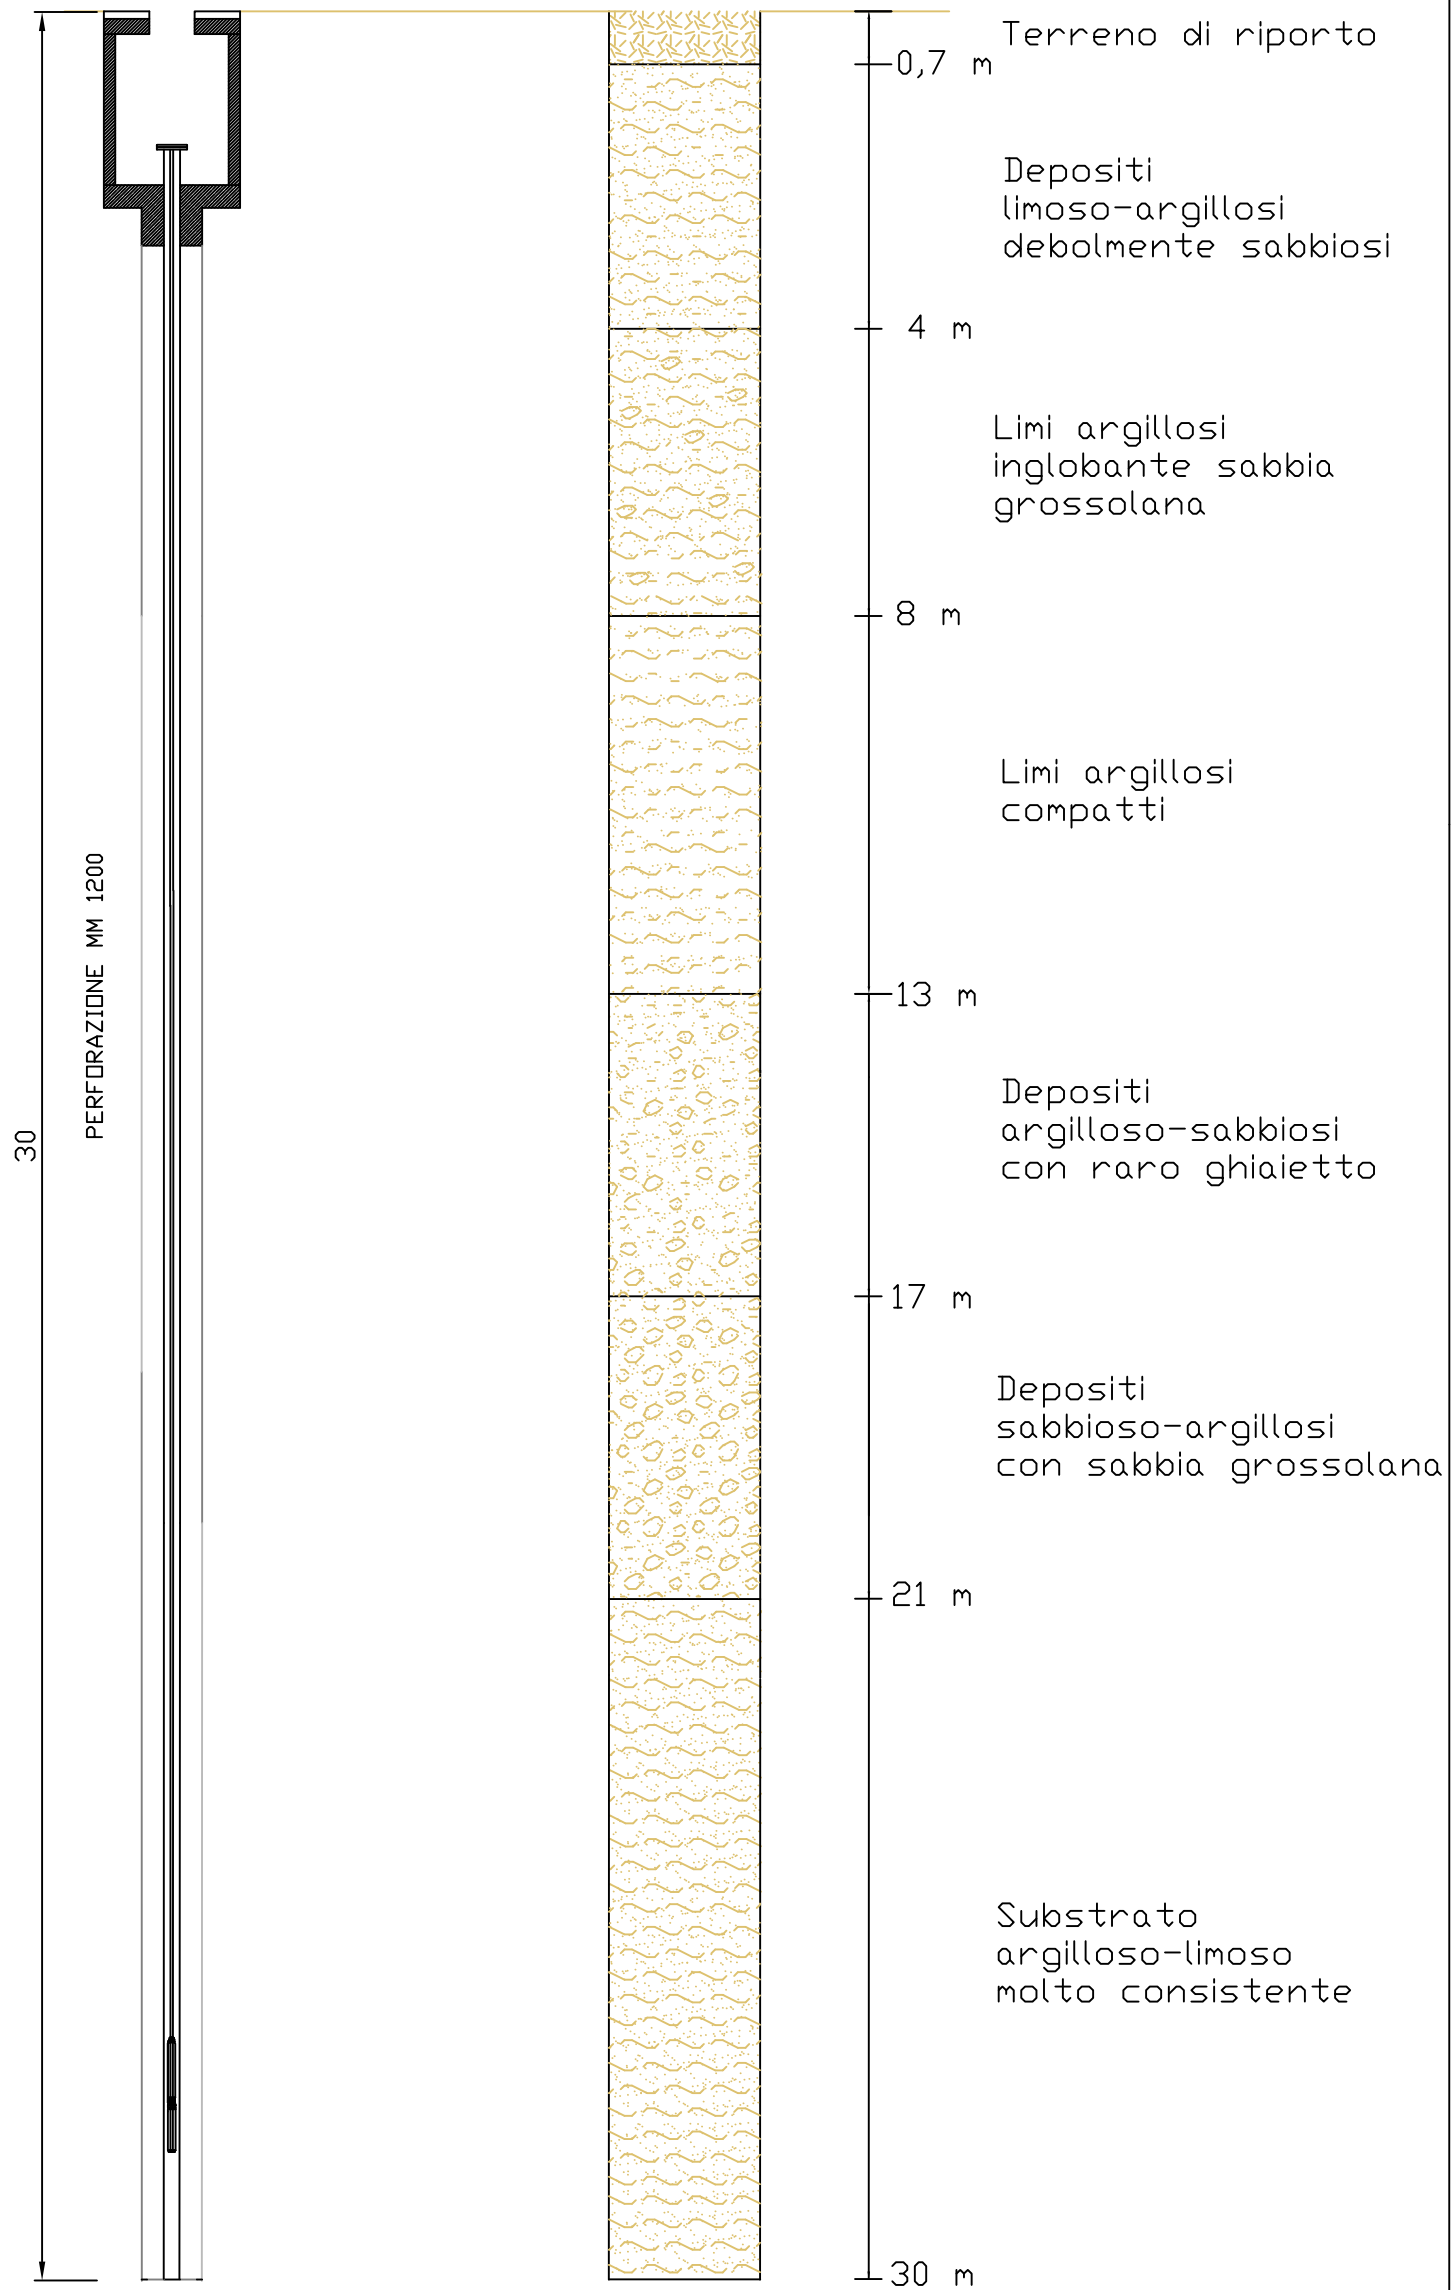 Terreno di riporto
0,7 m
Depositi
limoso-argillosi
debolmente sabbiosi
4 m
Limi argillosi
inglobante sabbia
grossolana
8 m
Limi argillosi
compatti
PERFORAZIONE MM 1200
13 m
Depositi
argilloso-sabbiosi
con raro ghiaietto
30
17 m
Depositi
sabbioso-argillosi
con sabbia grossolana
21 m
Substrato
argilloso-limoso
molto consistente
30 m